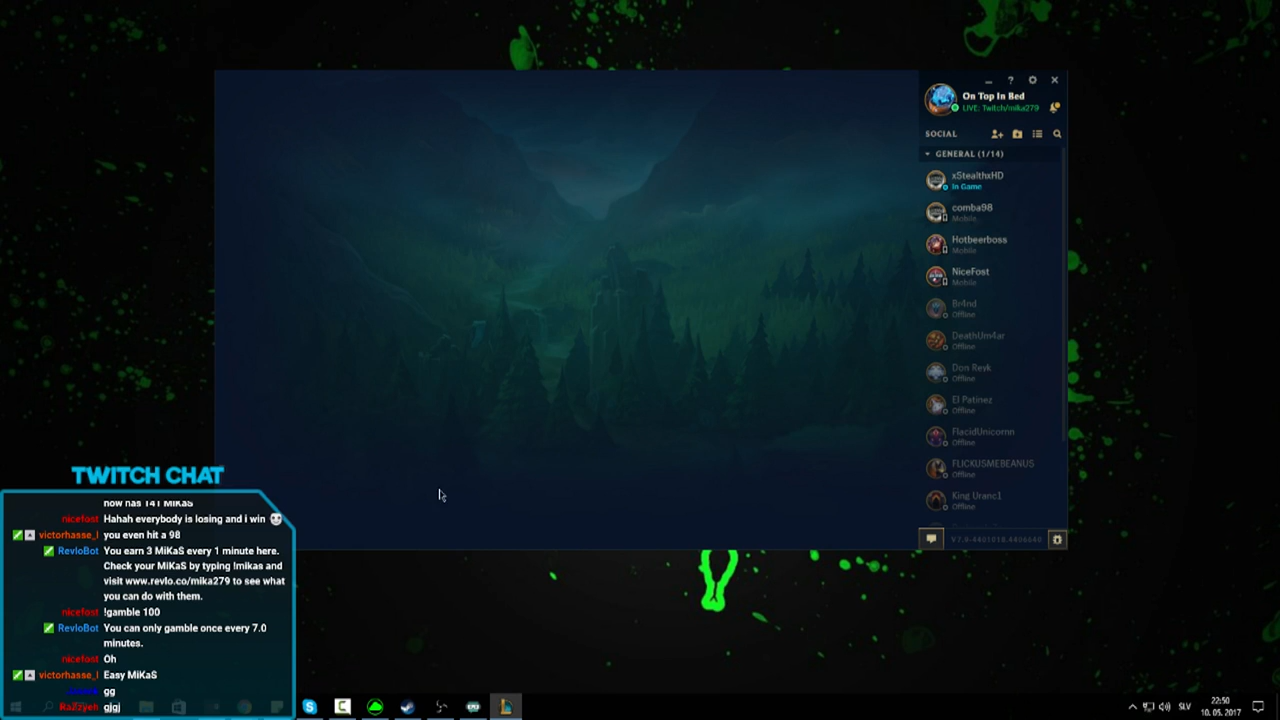 On Top In Bed
LIVE: Twitch/mika279
SOCIAL
GENERAL (1/14)
xStealthxHD
In Game
comba98
Mobile
Hotbeerboss
Mobile
NiceFost
Mobile
Br4nd
Offline
DeathUm4ar
Offline
Don Reyk
Offline
El Patinez
Offline
FlacidUnicornn
Offline
FLICKUSMEBEANUS
Offline
King Uranc1
Offline
TWITCH CHAT
now has 141 MiKaS
nicefost Hahah everybody is losing and i win
victorhasse_l you even hit a 98
RevloBot You earn 3 MiKaS every 1 minute here.
Check your MiKaS by typing !mikas and
visit www.revlo.co/mika279 to see what
you can do with them.
nicefost !gamble 100
RevloBot You can only gamble once every 7.0
minutes.
nicefost Oh
victorhasse_l Easy MiKaS
gg
Razziyeh gjgj
SLV
22:50
10. 05. 2017